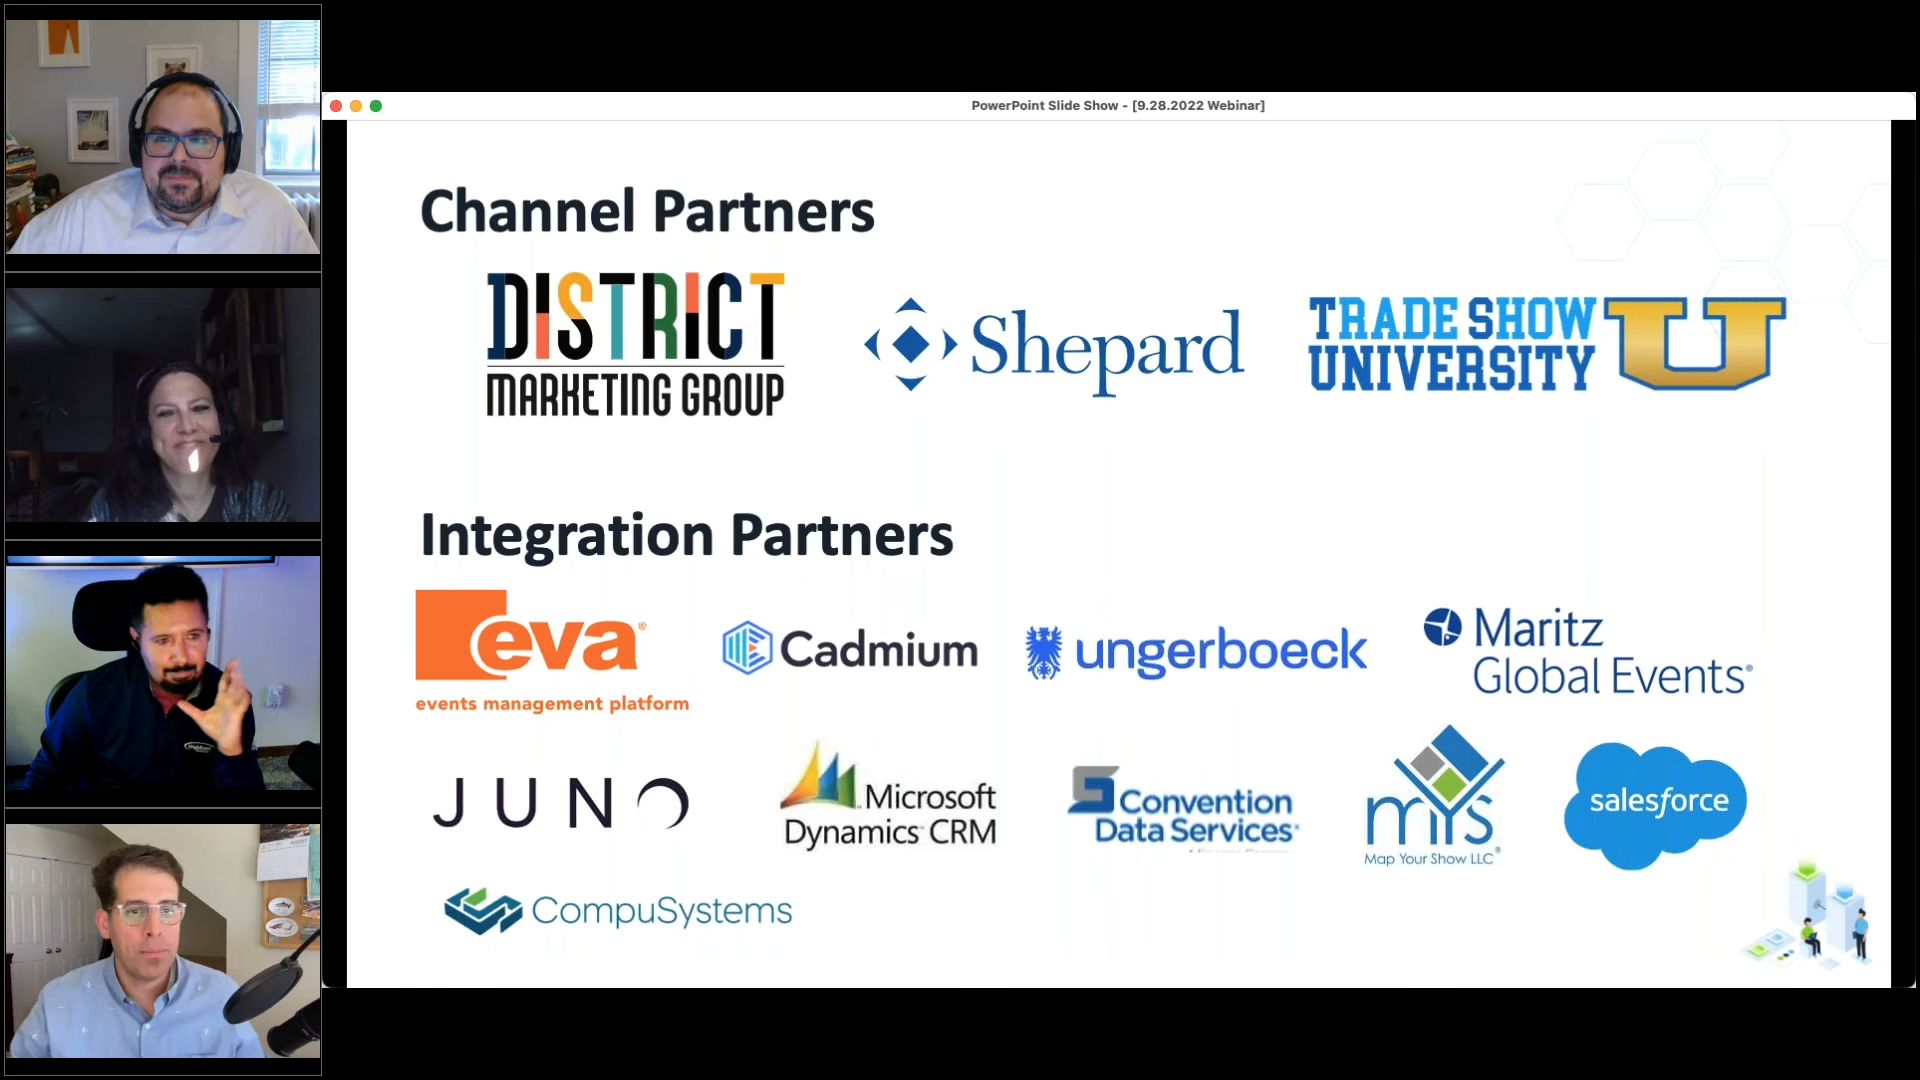 PowerPoint Slide Show - [9.28.2022 Webinar]
Channel Partners
DISTRICT
MARKETING GROUP
Shepard
TRADE SHOW
UNIVERSITY
U
Integration Partners
eva®
events management platform
Cadmium
ungerboeck
Maritz
Global Events®
JUNO
Microsoft
Dynamics CRM
Convention
Data Services
mys
Map Your Show LLC®
salesforce
CompuSystems